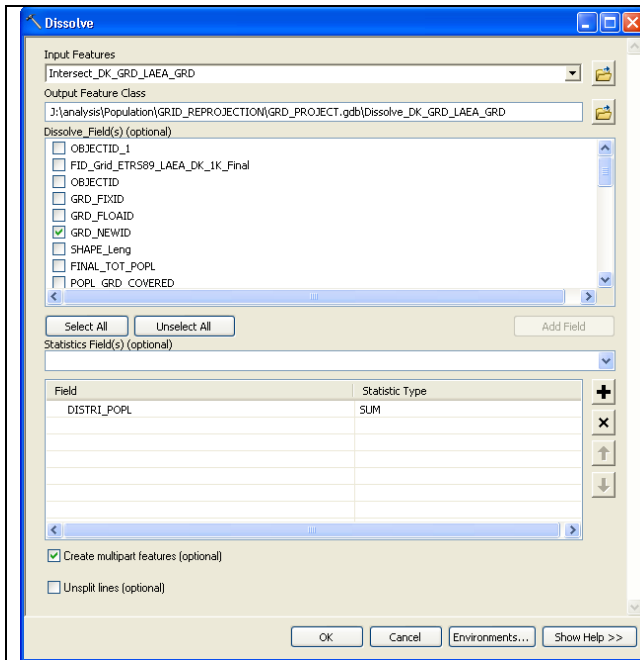 Dissolve
Input Features
Intersect_DK_GRD_LAEA_GRD
Output Feature Class
J:\analysis\Population\GRID_REPROJECTION\GRD_PROJECT.gdb\Dissolve_DK_GRD_LAEA_GRD
Dissolve_Field(s) (optional)
OBJECTID_1
FID_Grid_ETRS89_LAEA_DK_1K_Final
OBJECTID
GRD_FIXID
GRD_FLOAID
GRD_NEWID
SHAPE_Leng
FINAL_TOT_POPL
POPL_GRD_COVERED
Select All Unselect All Add Field
Statistics Field(s) (optional)
Field Statistic Type
DISTRI_POPL SUM
Create multipart features (optional)
Unsplit lines (optional)
OK Cancel Environments... Show Help >>